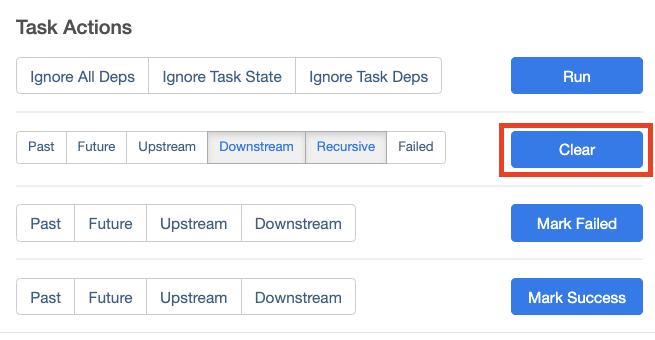 Task Actions
Ignore All Deps Ignore Task State Ignore Task Deps Run
Past Future Upstream Downstream Recursive Failed Clear
Past Future Upstream Downstream Mark Failed
Past Future Upstream Downstream Mark Success